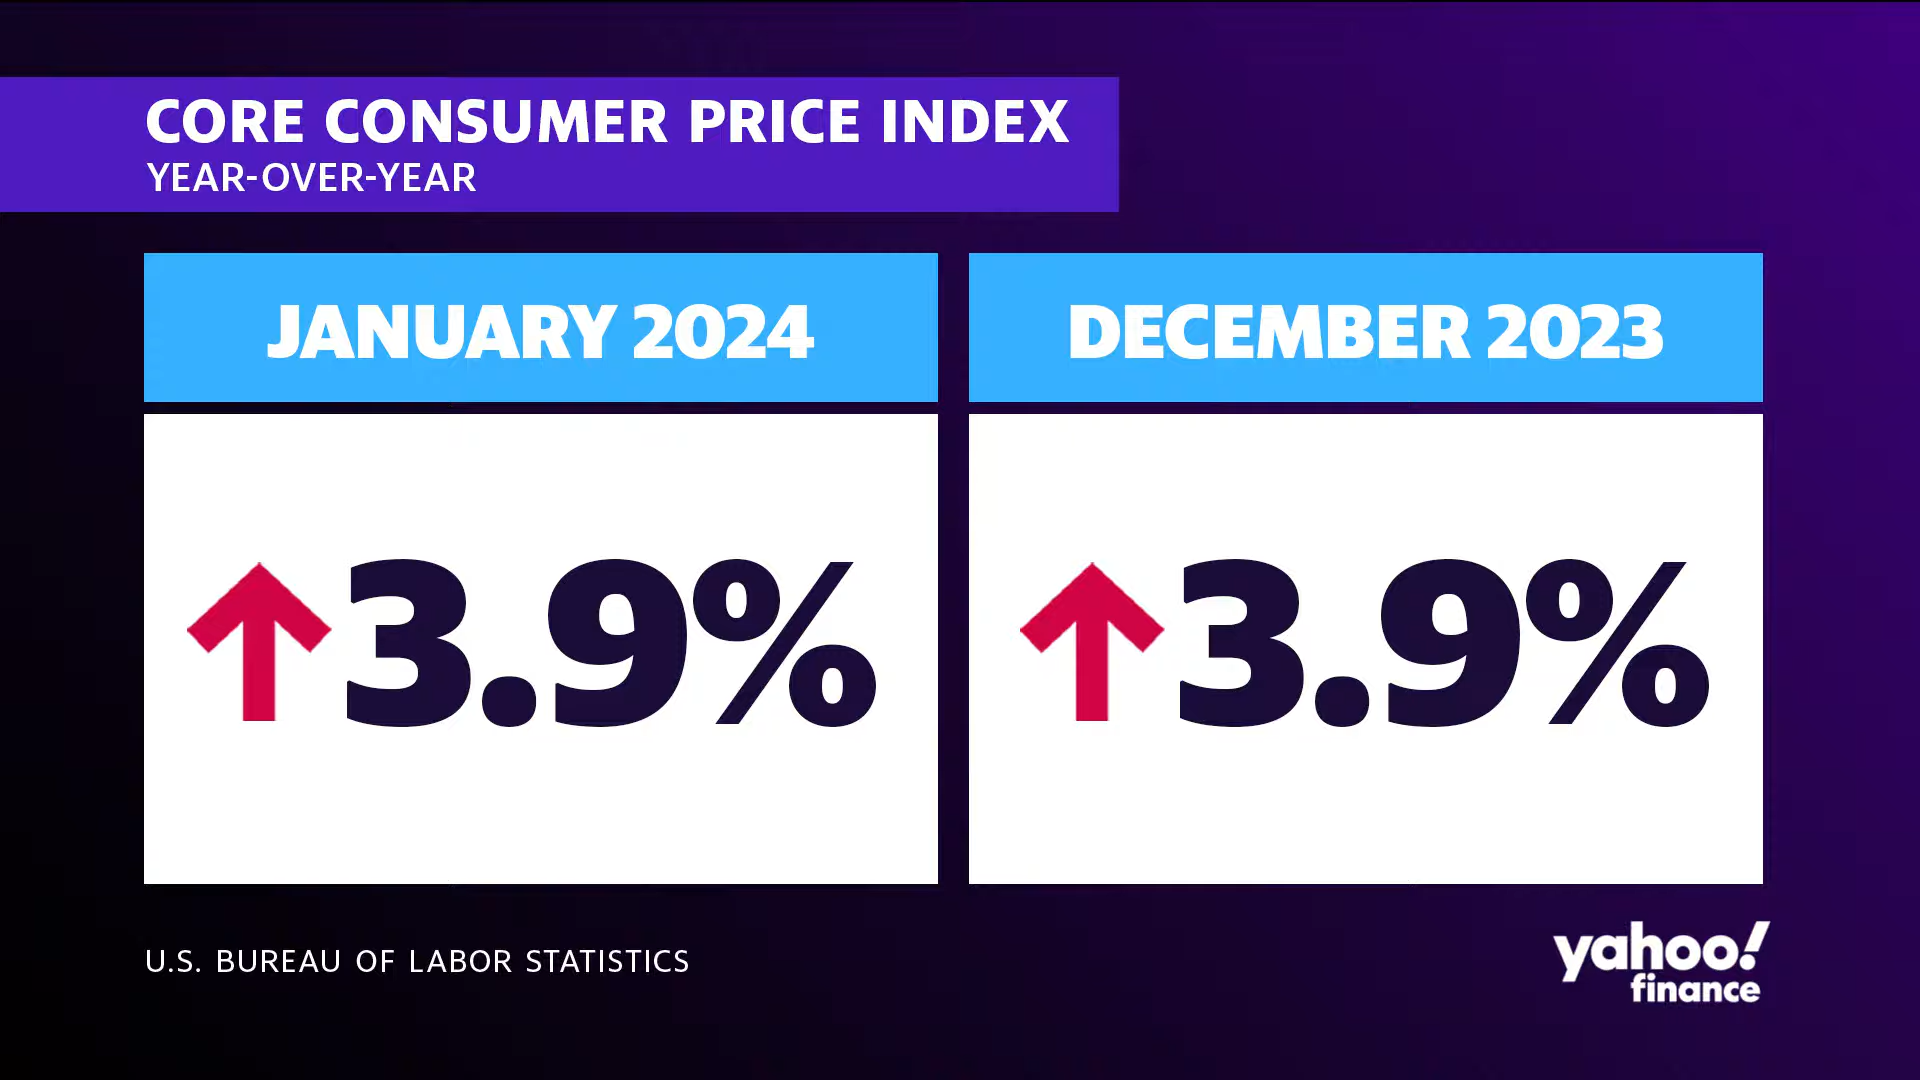 CORE CONSUMER PRICE INDEX
YEAR-OVER-YEAR
JANUARY 2024
DECEMBER 2023
3.9%
3.9%
U.S. BUREAU OF LABOR STATISTICS
yahoo!
finance